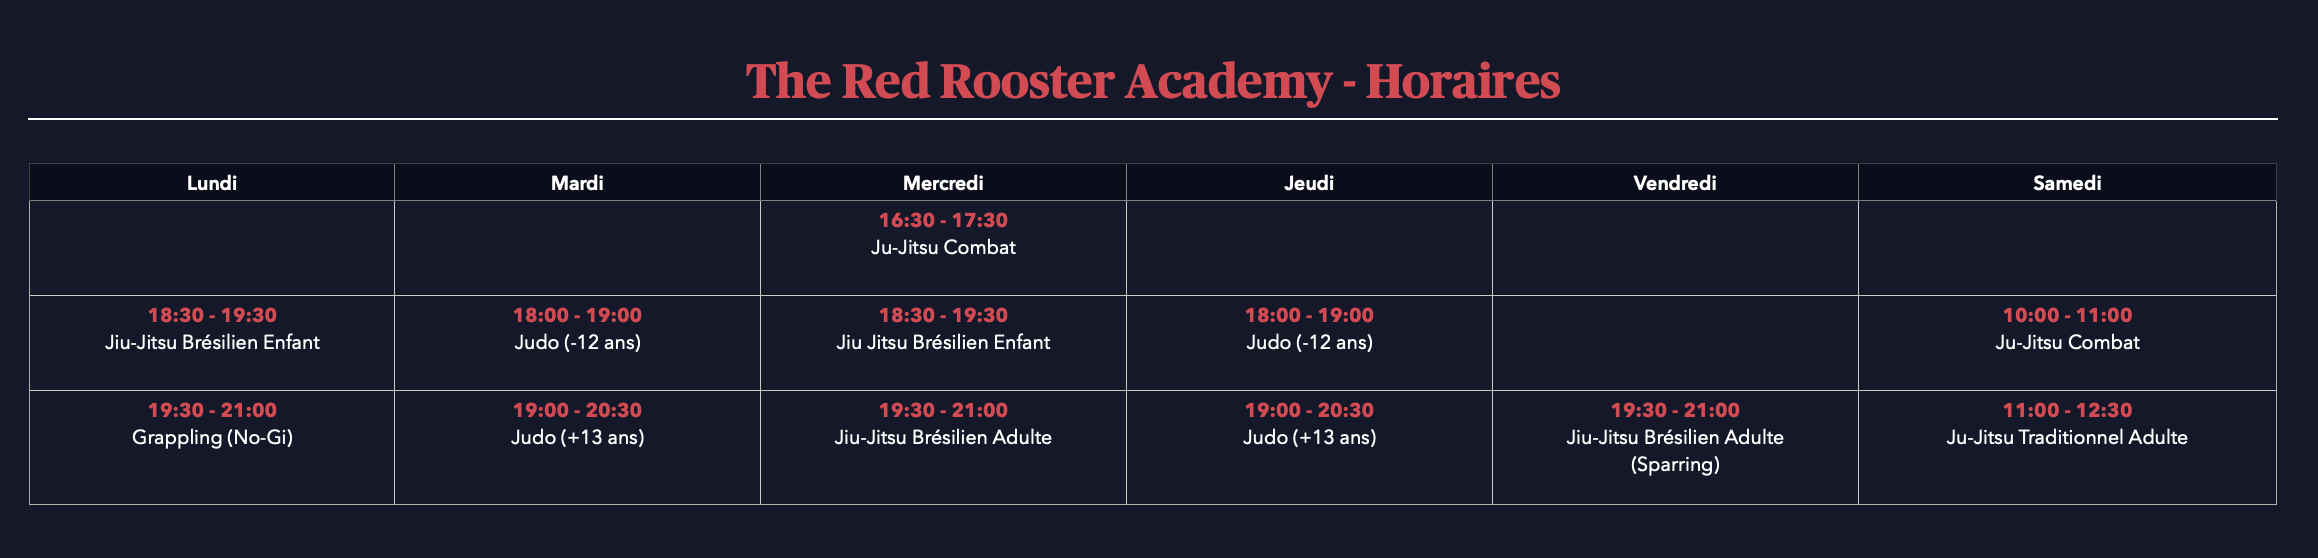 The Red Rooster Academy - Horaires
Lundi Mardi Mercredi Jeudi Vendredi Samedi
16:30 - 17:30
Ju-Jitsu Combat
18:30 - 19:30 18:00 - 19:00 18:30 - 19:30 18:00 - 19:00 10:00 - 11:00
Jiu-Jitsu Brésilien Enfant Judo (-12 ans) Jiu Jitsu Brésilien Enfant Judo (-12 ans) Ju-Jitsu Combat
19:30 - 21:00 19:00 - 20:30 19:30 - 21:00 19:00 - 20:30 19:30 - 21:00 11:00 - 12:30
Grappling (No-Gi) Judo (+13 ans) Jiu-Jitsu Brésilien Adulte Judo (+13 ans) Jiu-Jitsu Brésilien Adulte Ju-Jitsu Traditionnel Adulte
(Sparring)